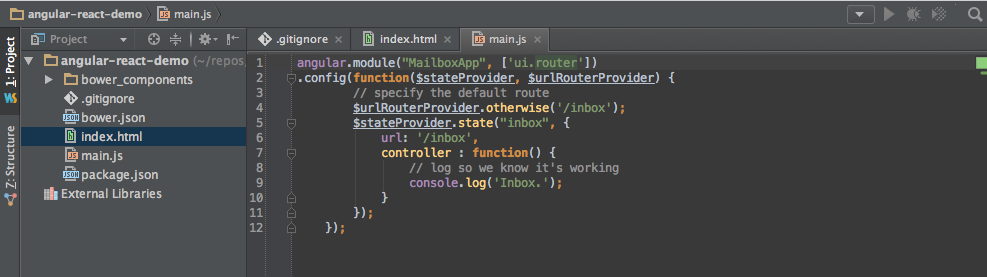 angular-react-demo main.js
1: Project
Z: Structure
Project
angular-react-demo (~/repos/
bower_components
.gitignore
bower.json
index.html
main.js
package.json
External Libraries
.gitignore × index.html × main.js ×
1 angular.module("MailboxApp", ['ui.router'])
2 .config(function($stateProvider, $urlRouterProvider) {
3 // specify the default route
4 $urlRouterProvider.otherwise('/inbox');
5 $stateProvider.state("inbox", {
6 url: '/inbox',
7 controller : function() {
8 // log so we know it's working
9 console.log('Inbox.');
10 }
11 });
12 });